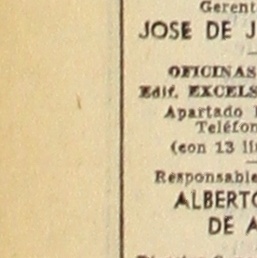 Gerent
JOSE DE J
OFICINAS
Edif. EXCELS
Apartado
Teléfon
(con 13 lí
Responsable
ALBERTO
DE A